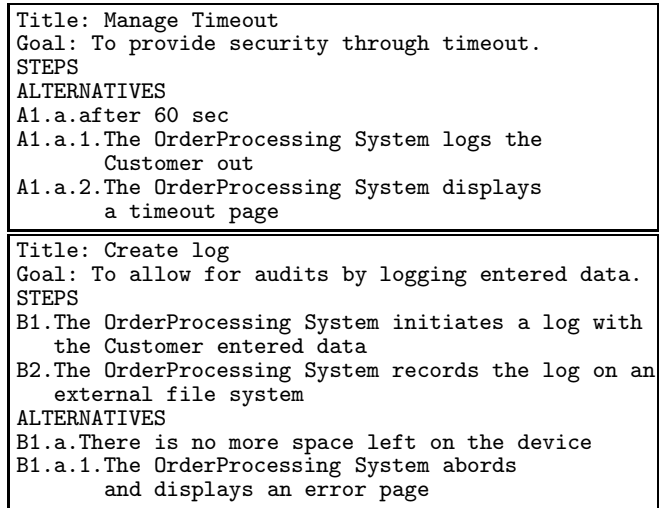 Title: Manage Timeout
Goal: To provide security through timeout.
STEPS
ALTERNATIVES
A1.a.after 60 sec
A1.a.1.The OrderProcessing System logs the
Customer out
A1.a.2.The OrderProcessing System displays
a timeout page
Title: Create log
Goal: To allow for audits by logging entered data.
STEPS
B1.The OrderProcessing System initiates a log with
the Customer entered data
B2.The OrderProcessing System records the log on an
external file system
ALTERNATIVES
B1.a.There is no more space left on the device
B1.a.1.The OrderProcessing System abords
and displays an error page